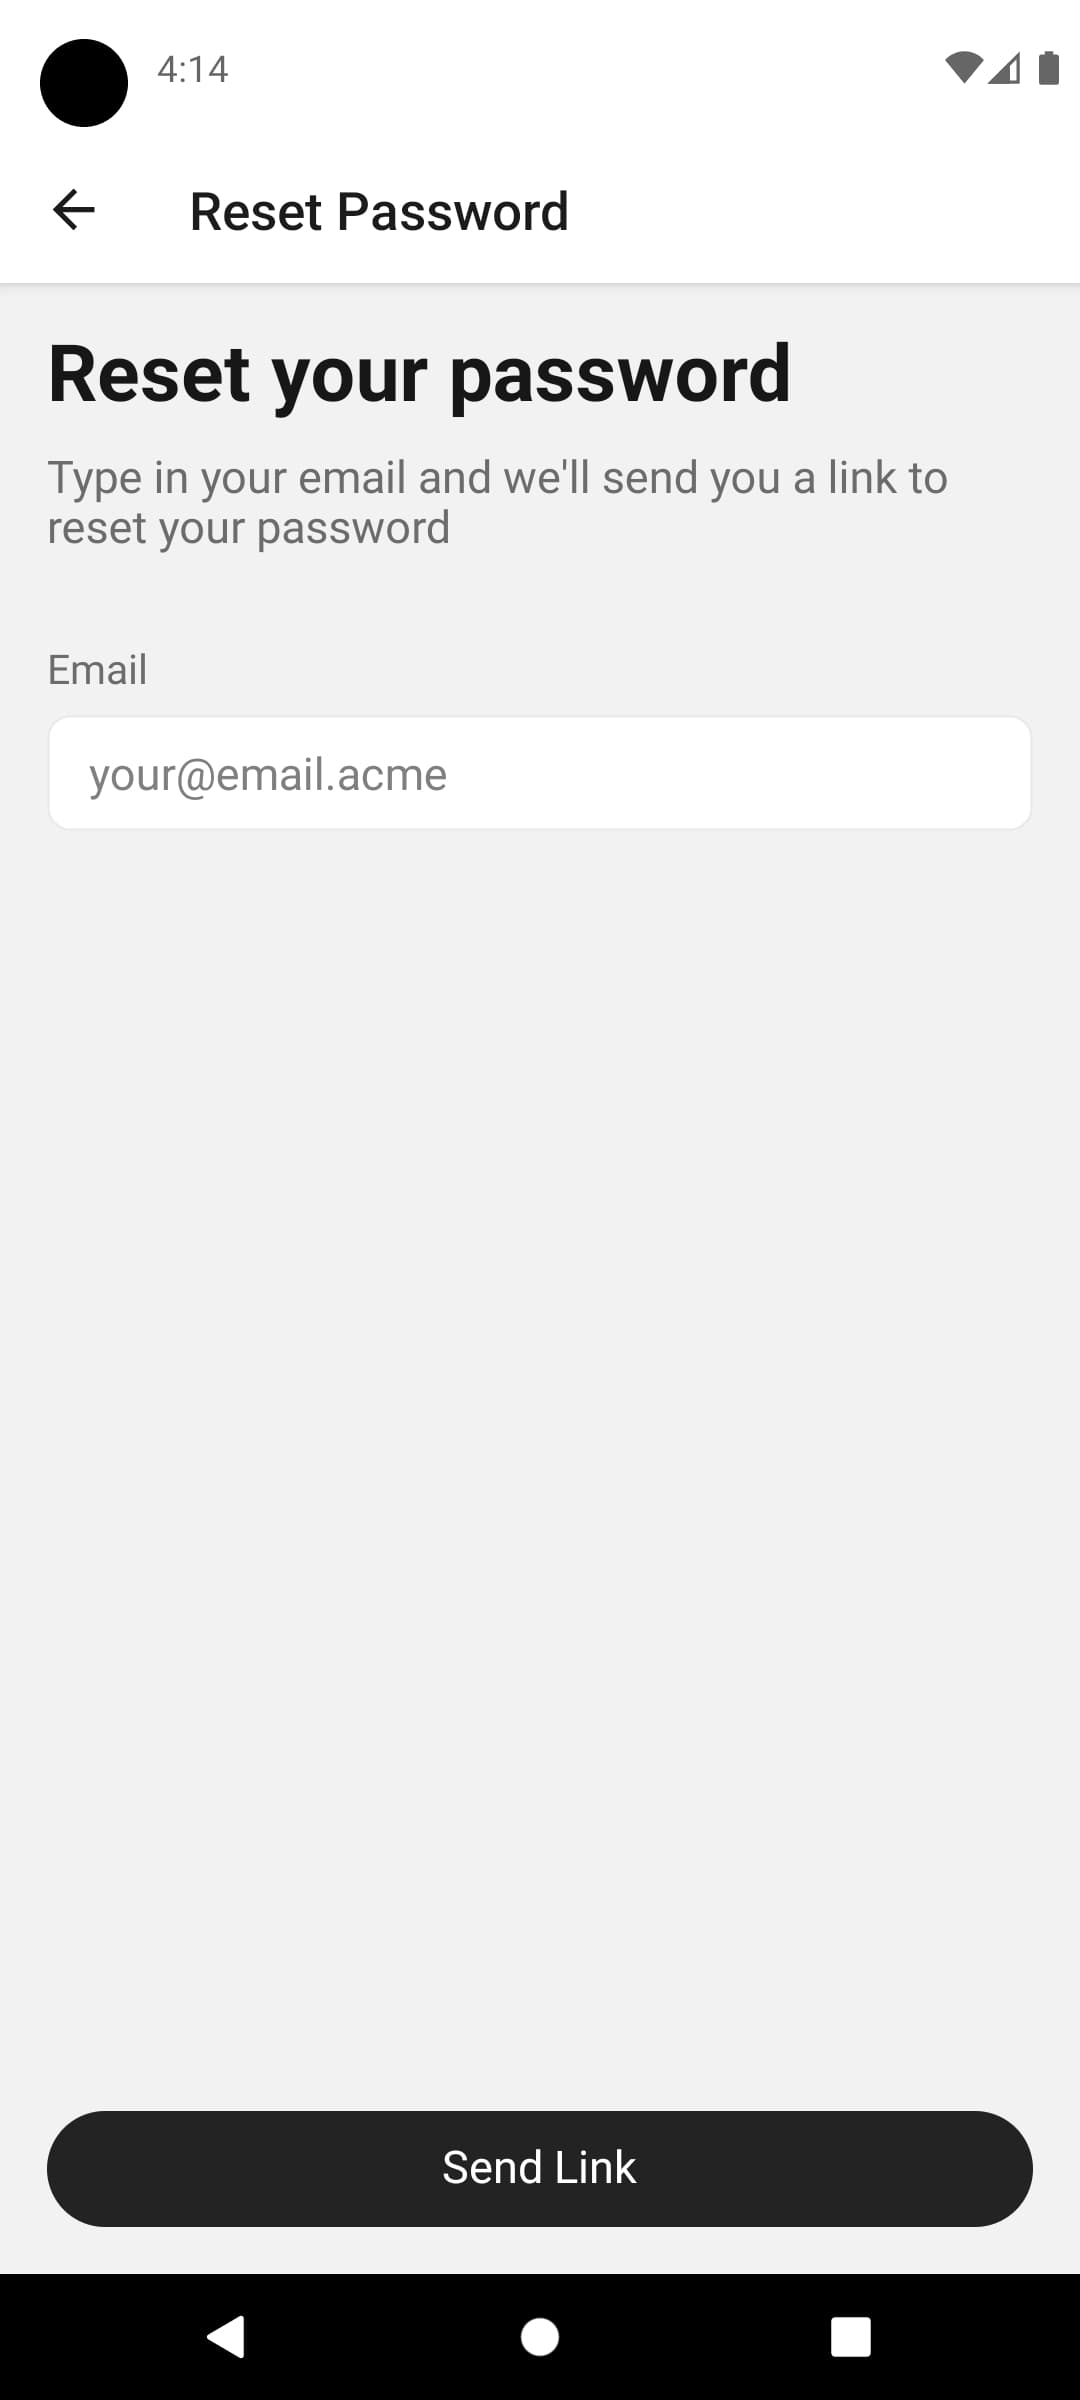 4:14
Reset Password
Reset your password
Type in your email and we'll send you a link to
reset your password
Email
your@email.acme
Send Link